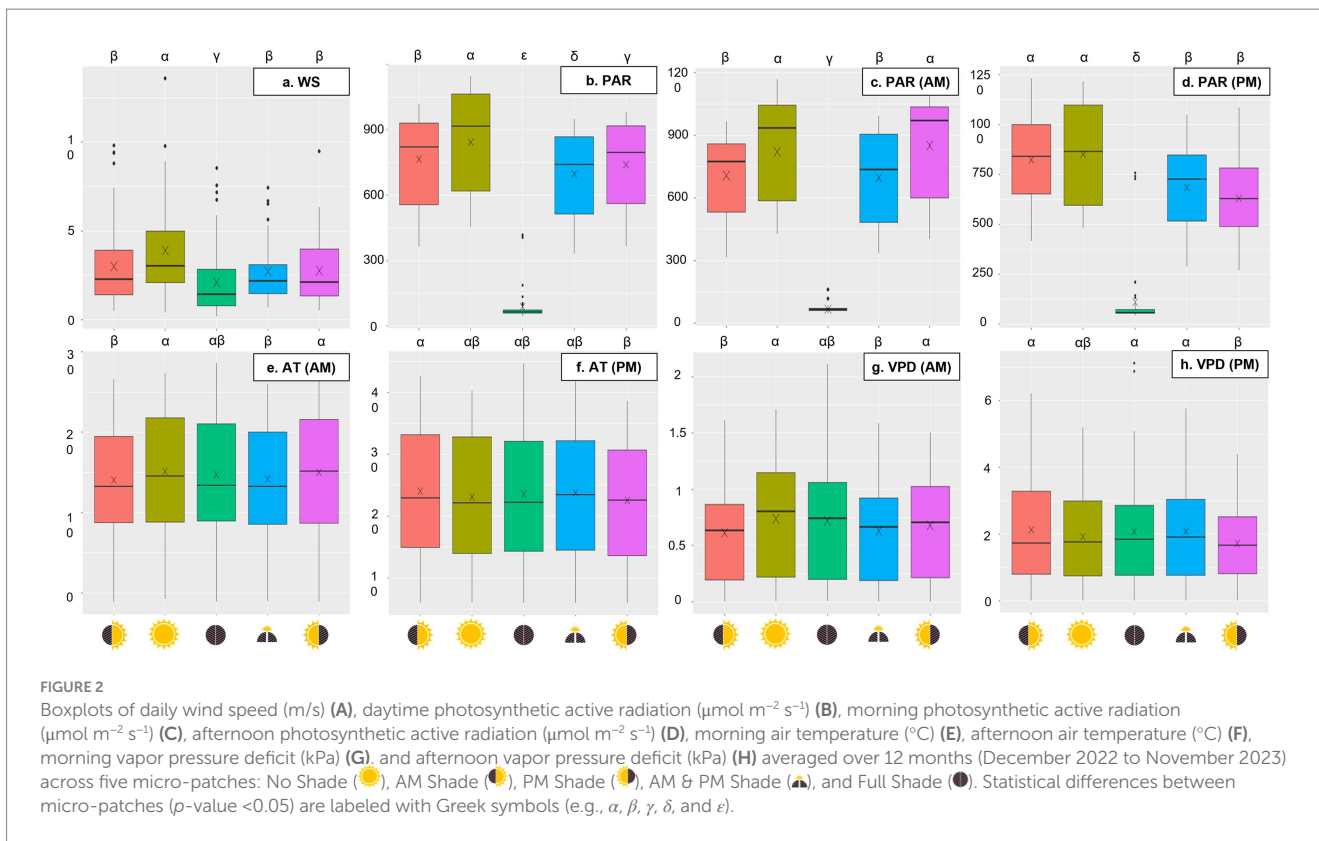 β α γ β β
β α ε δ γ
β α γ β α
α α δ β β
a. WS
b. PAR
c. PAR (AM)
d. PAR (PM)
1
0
5
0
900
600
300
0
120
0
900
600
300
0
125
0
100
0
750
500
250
0
β α αβ β α
α αβ αβ αβ β
β α αβ β α
α αβ α α β
e. AT (AM)
f. AT (PM)
g. VPD (AM)
h. VPD (PM)
3
0
2
0
1
0
0
4
0
3
0
2
0
1
0
2
1.5
1
0.5
0
6
4
2
0
FIGURE 2
Boxplots of daily wind speed (m/s) (A), daytime photosynthetic active radiation (μmol m⁻² s⁻¹) (B), morning photosynthetic active radiation
(μmol m⁻² s⁻¹) (C), afternoon photosynthetic active radiation (μmol m⁻² s⁻¹) (D), morning air temperature (°C) (E), afternoon air temperature (°C) (F),
morning vapor pressure deficit (kPa) (G). and afternoon vapor pressure deficit (kPa) (H) averaged over 12 months (December 2022 to November 2023)
across five micro-patches: No Shade ( ), AM Shade ( ), PM Shade ( ), AM & PM Shade ( ), and Full Shade ( ). Statistical differences between
micro-patches (p-value <0.05) are labeled with Greek symbols (e.g., α, β, γ, δ, and ε).